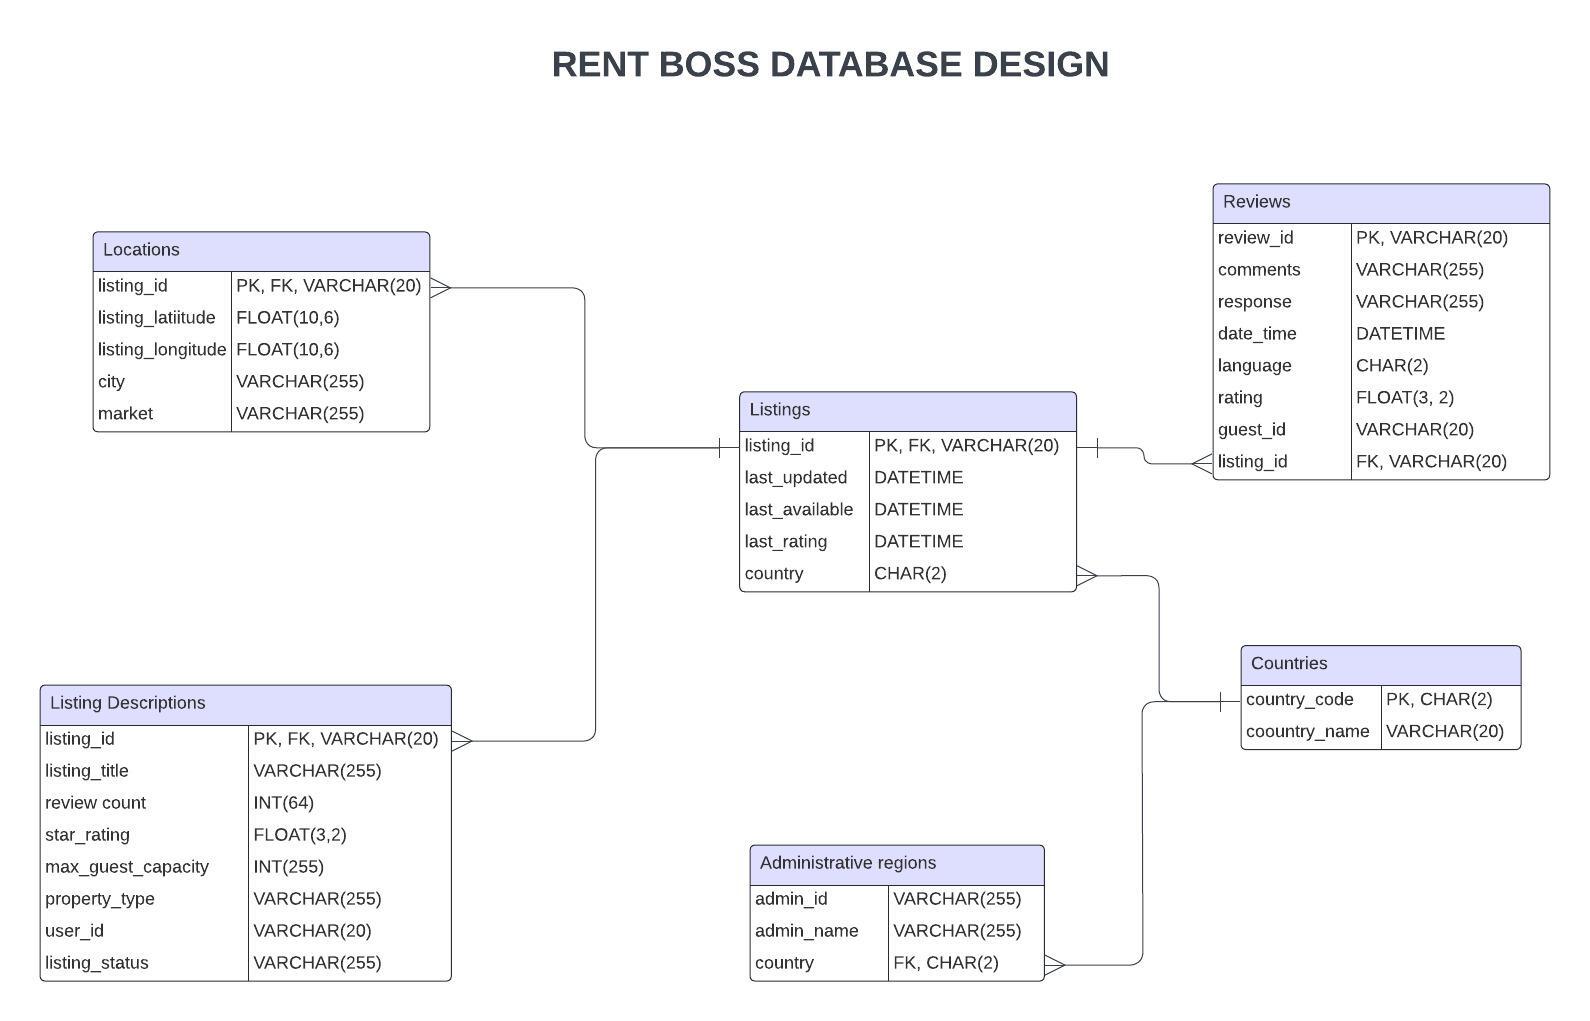 RENT BOSS DATABASE DESIGN
Locations
listing_id PK, FK, VARCHAR(20)
listing_latiitude FLOAT(10,6)
listing_longitude FLOAT(10,6)
city VARCHAR(255)
market VARCHAR(255)
Reviews
review_id PK, VARCHAR(20)
comments VARCHAR(255)
response VARCHAR(255)
date_time DATETIME
language CHAR(2)
rating FLOAT(3, 2)
guest_id VARCHAR(20)
listing_id FK, VARCHAR(20)
Listings
listing_id PK, FK, VARCHAR(20)
last_updated DATETIME
last_available DATETIME
last_rating DATETIME
country CHAR(2)
Countries
country_code PK, CHAR(2)
coountry_name VARCHAR(20)
Listing Descriptions
listing_id PK, FK, VARCHAR(20)
listing_title VARCHAR(255)
review count INT(64)
star_rating FLOAT(3,2)
max_guest_capacity INT(255)
property_type VARCHAR(255)
user_id VARCHAR(20)
listing_status VARCHAR(255)
Administrative regions
admin_id VARCHAR(255)
admin_name VARCHAR(255)
country FK, CHAR(2)